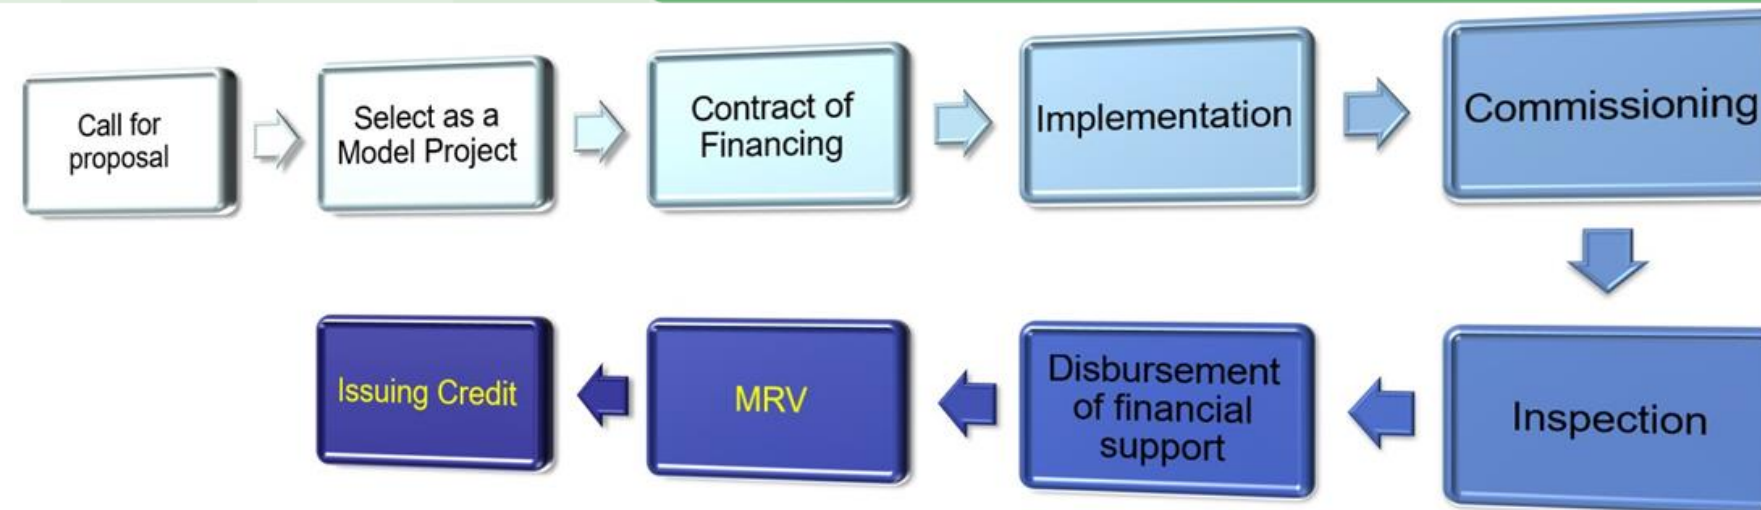 Call for
proposal
Select as a
Model Project
Contract of
Financing
Implementation
Commissioning
Inspection
Disbursement
of financial
support
MRV
Issuing Credit